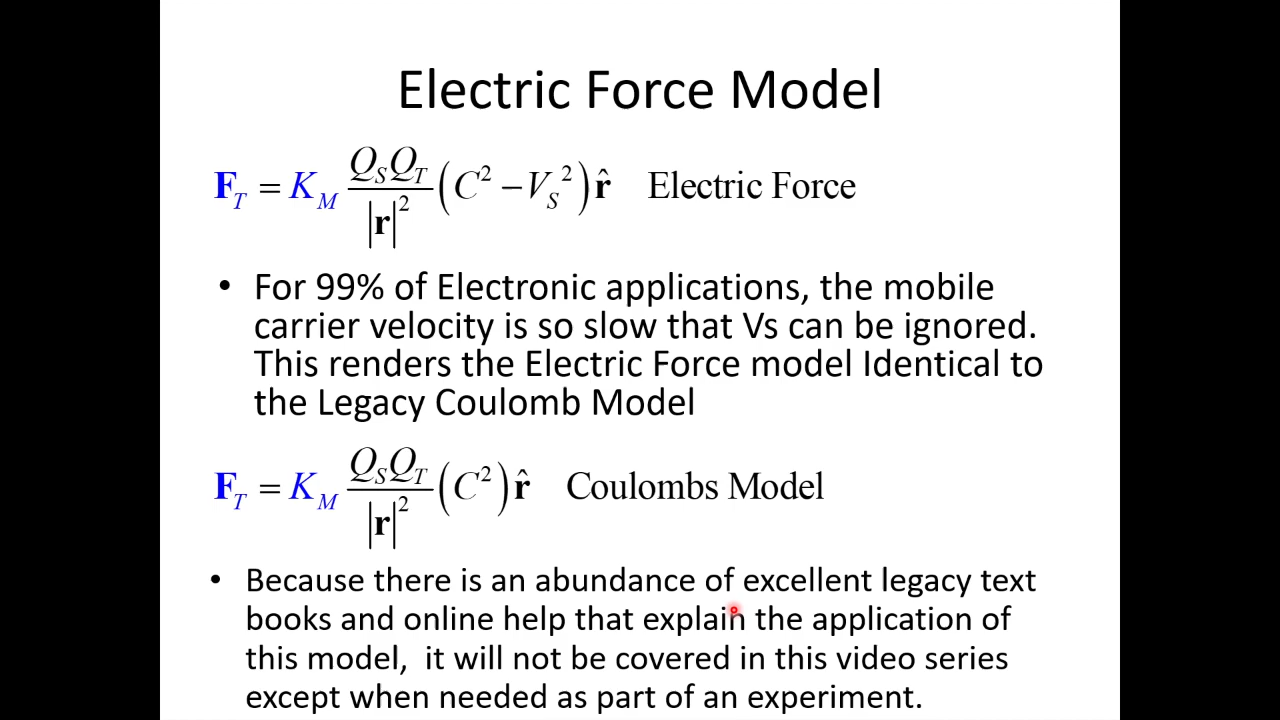 Electric Force Model
F_T = K_M Q_S Q_T / |r|² (C² − V_S²) r̂ Electric Force
• For 99% of Electronic applications, the mobile
carrier velocity is so slow that Vs can be ignored.
This renders the Electric Force model Identical to
the Legacy Coulomb Model
F_T = K_M Q_S Q_T / |r|² (C²) r̂ Coulombs Model
• Because there is an abundance of excellent legacy text
books and online help that explain the application of
this model, it will not be covered in this video series
except when needed as part of an experiment.